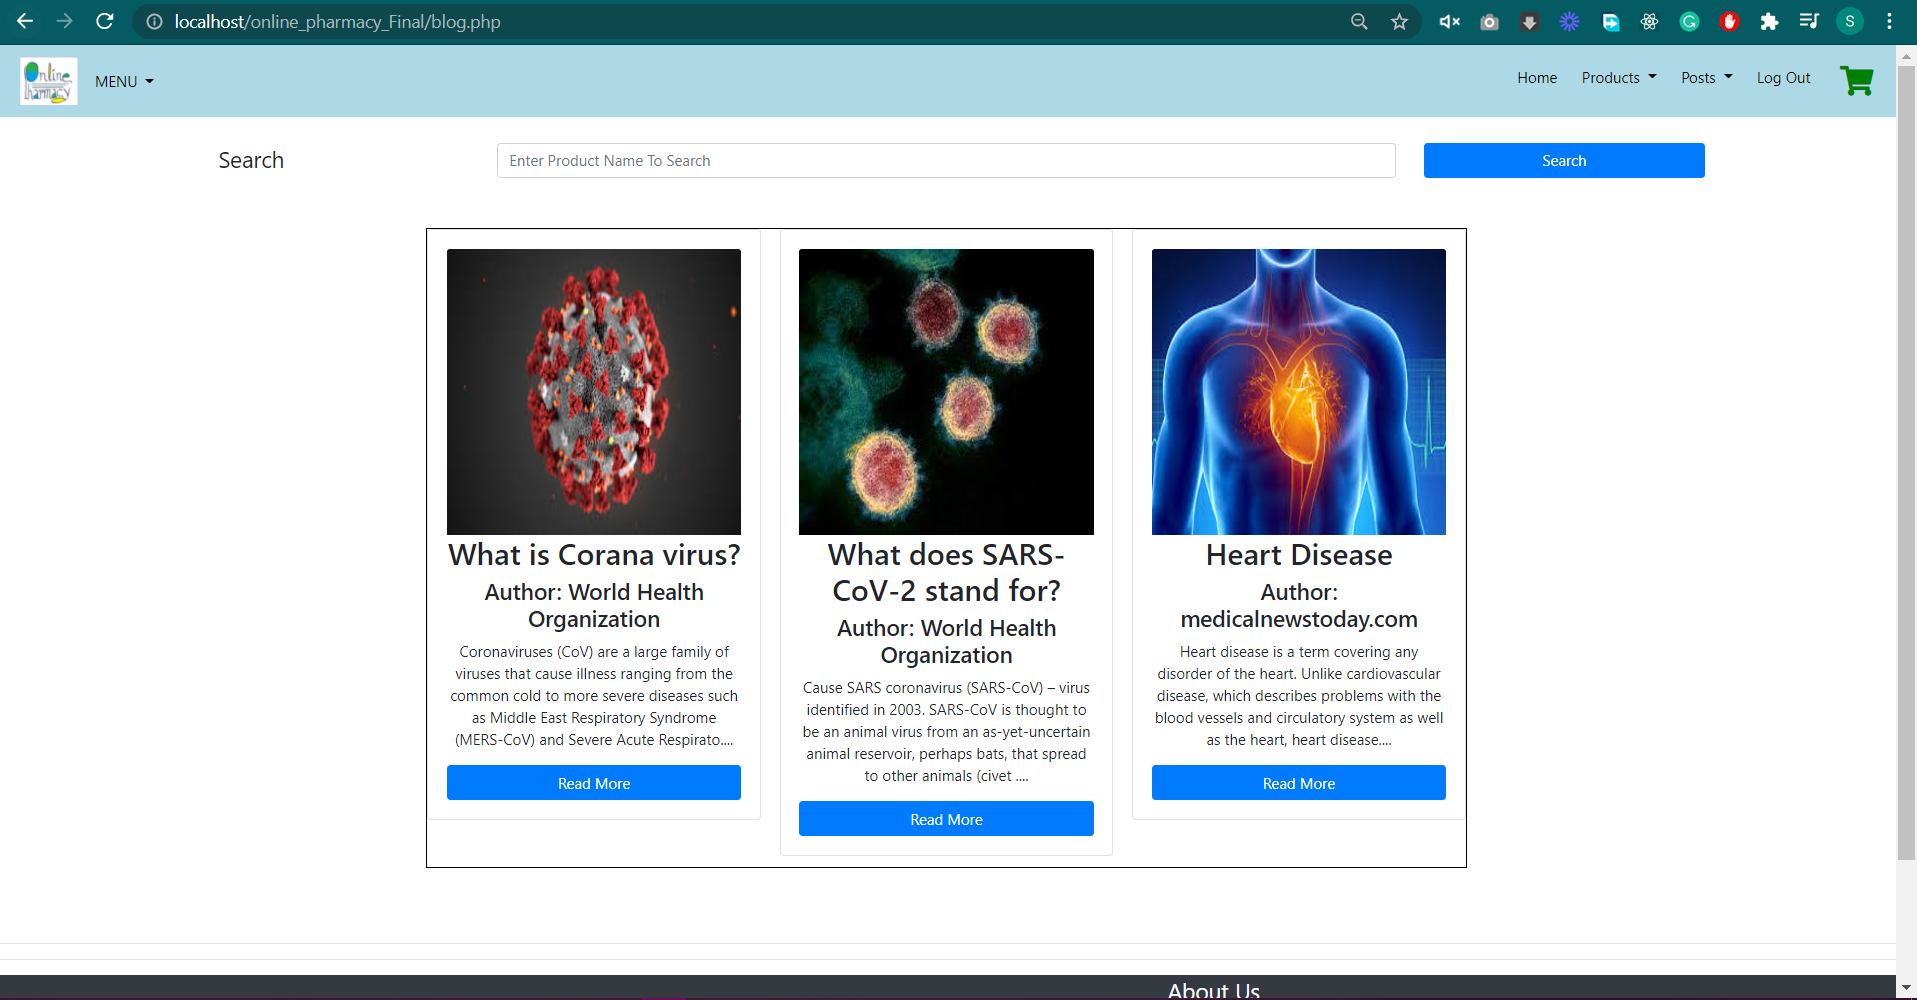 localhost/online_pharmacy_Final/blog.php
S
Online
Pharmacy
MENU
Home
Products
Posts
Log Out
Search
Enter Product Name To Search
Search
What is Corana virus?
Author: World Health
Organization
Coronaviruses (CoV) are a large family of
viruses that cause illness ranging from the
common cold to more severe diseases such
as Middle East Respiratory Syndrome
(MERS-CoV) and Severe Acute Respirato....
Read More
What does SARS-
CoV-2 stand for?
Author: World Health
Organization
Cause SARS coronavirus (SARS-CoV) – virus
identified in 2003. SARS-CoV is thought to
be an animal virus from an as-yet-uncertain
animal reservoir, perhaps bats, that spread
to other animals (civet ....
Read More
Heart Disease
Author:
medicalnewstoday.com
Heart disease is a term covering any
disorder of the heart. Unlike cardiovascular
disease, which describes problems with the
blood vessels and circulatory system as well
as the heart, heart disease....
Read More
About Us